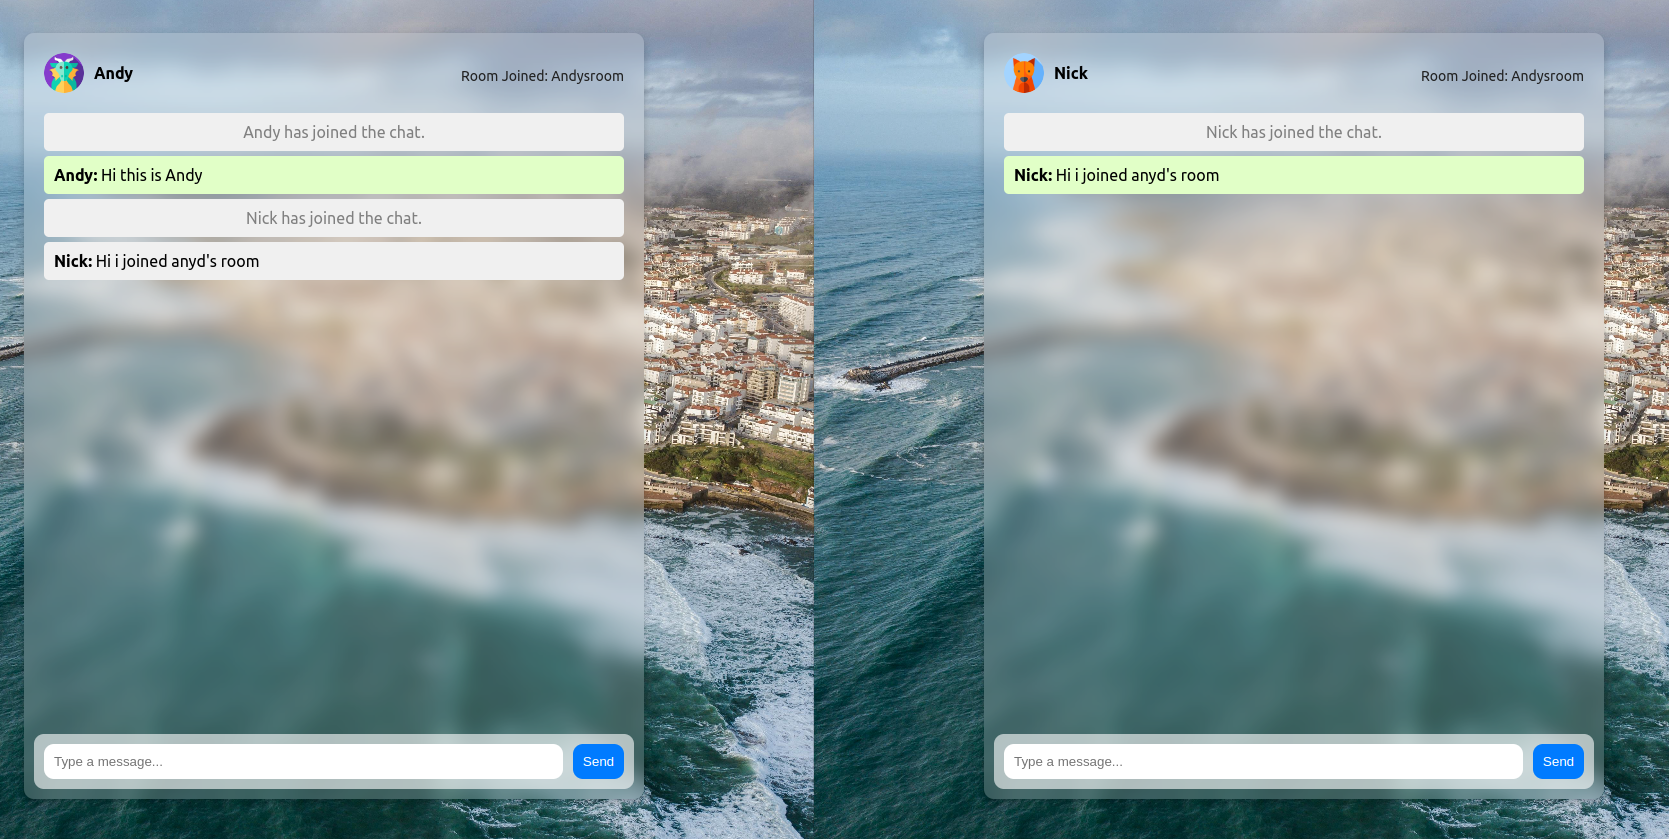 Andy
Room Joined: Andysroom
Andy has joined the chat.
Andy: Hi this is Andy
Nick has joined the chat.
Nick: Hi i joined anyd's room
Type a message...
Send
Nick
Room Joined: Andysroom
Nick has joined the chat.
Nick: Hi i joined anyd's room
Type a message...
Send